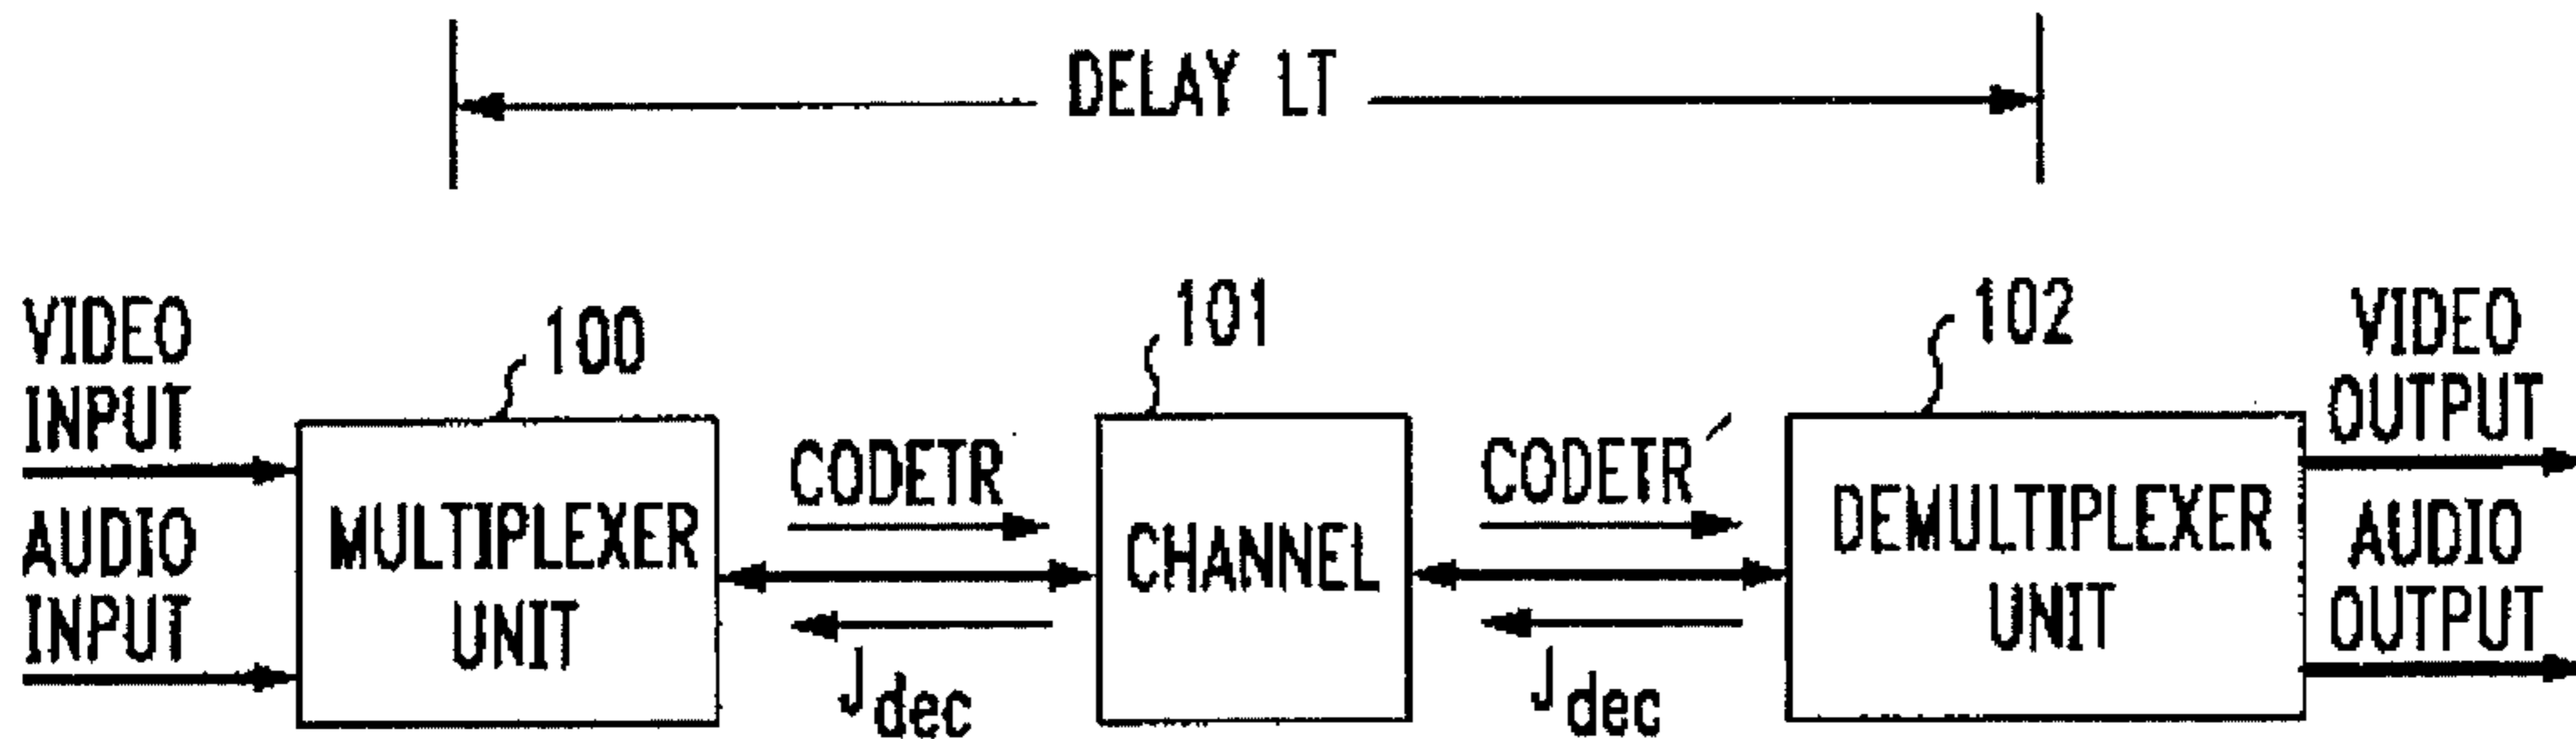 DELAY LT
VIDEO
INPUT
AUDIO
INPUT
100
MULTIPLEXER
UNIT
CODETR
Jdec
101
CHANNEL
CODETR′
Jdec
102
DEMULTIPLEXER
UNIT
VIDEO
OUTPUT
AUDIO
OUTPUT